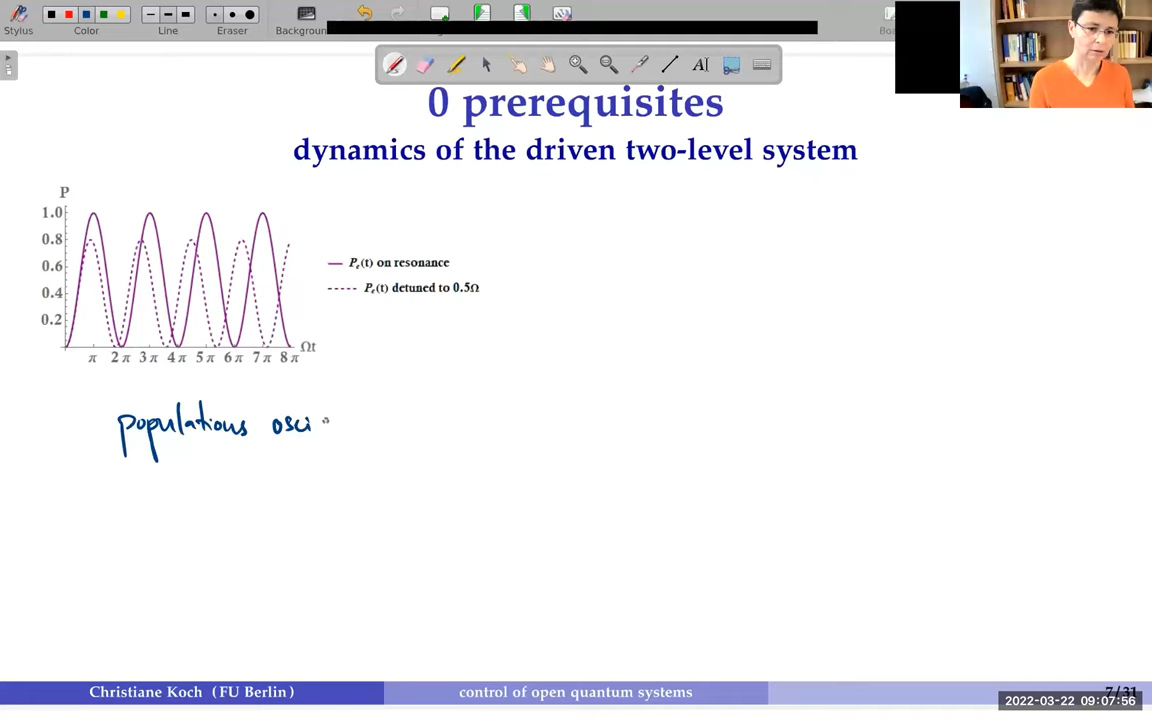 Stylus
Color
Line
Eraser
Backgroun
0 prerequisites
dynamics of the driven two-level system
P
1.0
0.8
0.6
0.4
0.2
π 2π 3π 4π 5π 6π 7π 8π
Ωt
Pe(t) on resonance
Pe(t) detuned to 0.5Ω
populations osci
Christiane Koch (FU Berlin)
control of open quantum systems
7/31
2022-03-22 09:07:56